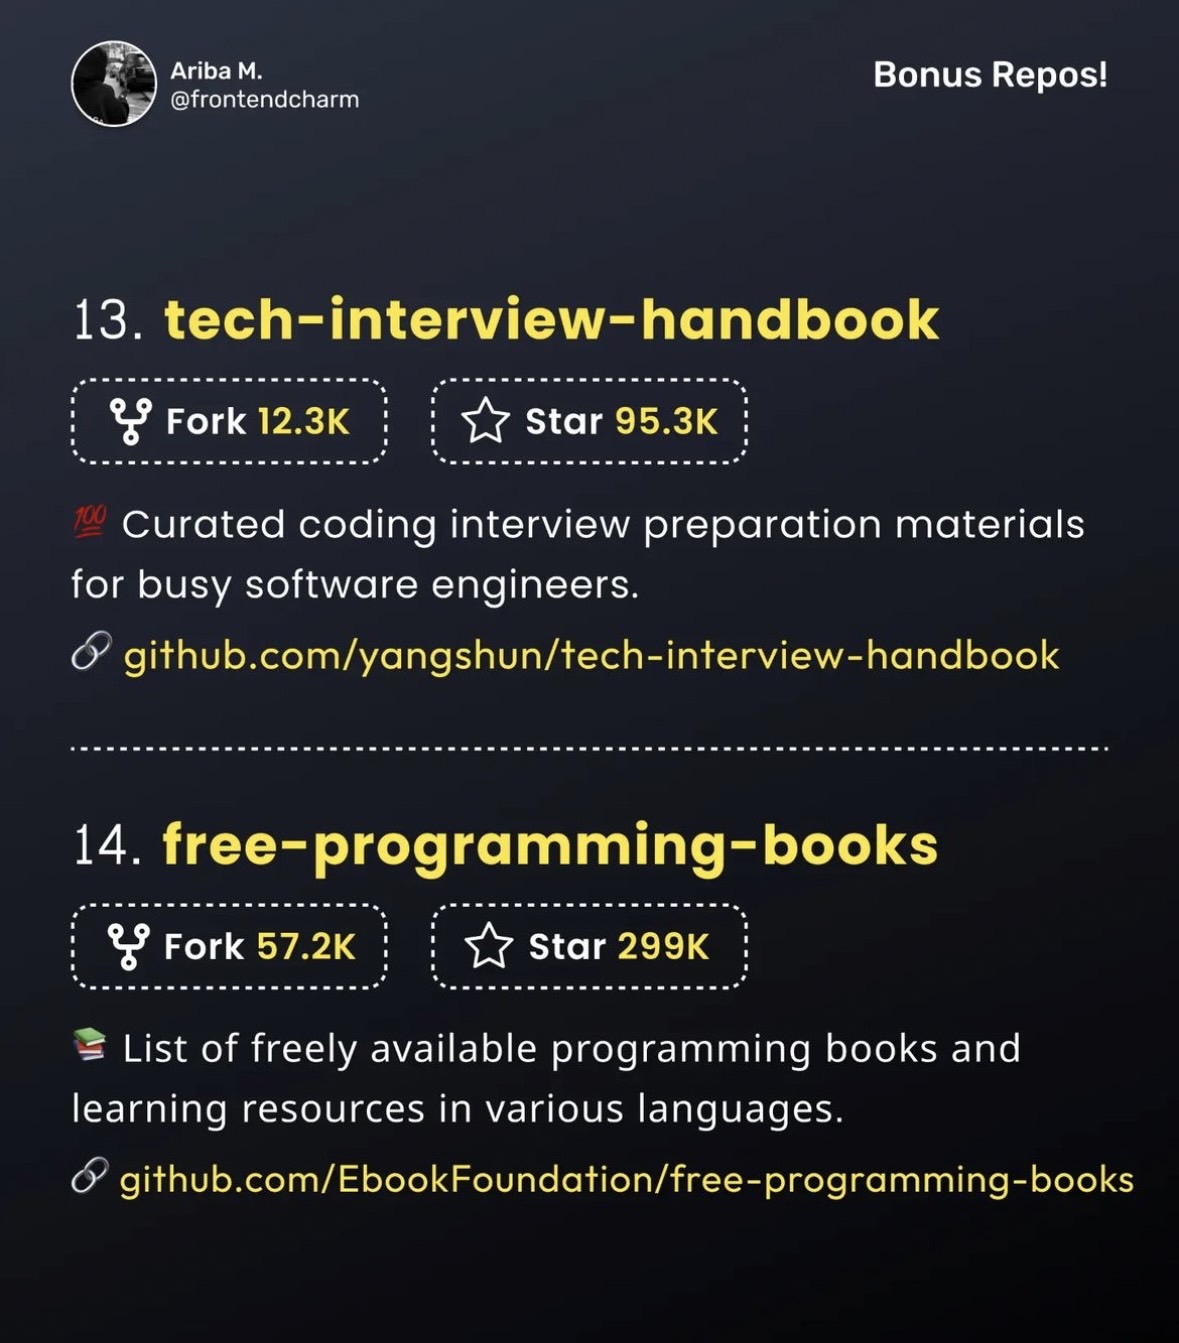 Ariba M.
@frontendcharm
Bonus Repos!
13. tech-interview-handbook
Fork 12.3K
Star 95.3K
💯 Curated coding interview preparation materials
for busy software engineers.
🔗 github.com/yangshun/tech-interview-handbook
14. free-programming-books
Fork 57.2K
Star 299K
📚 List of freely available programming books and
learning resources in various languages.
🔗 github.com/EbookFoundation/free-programming-books